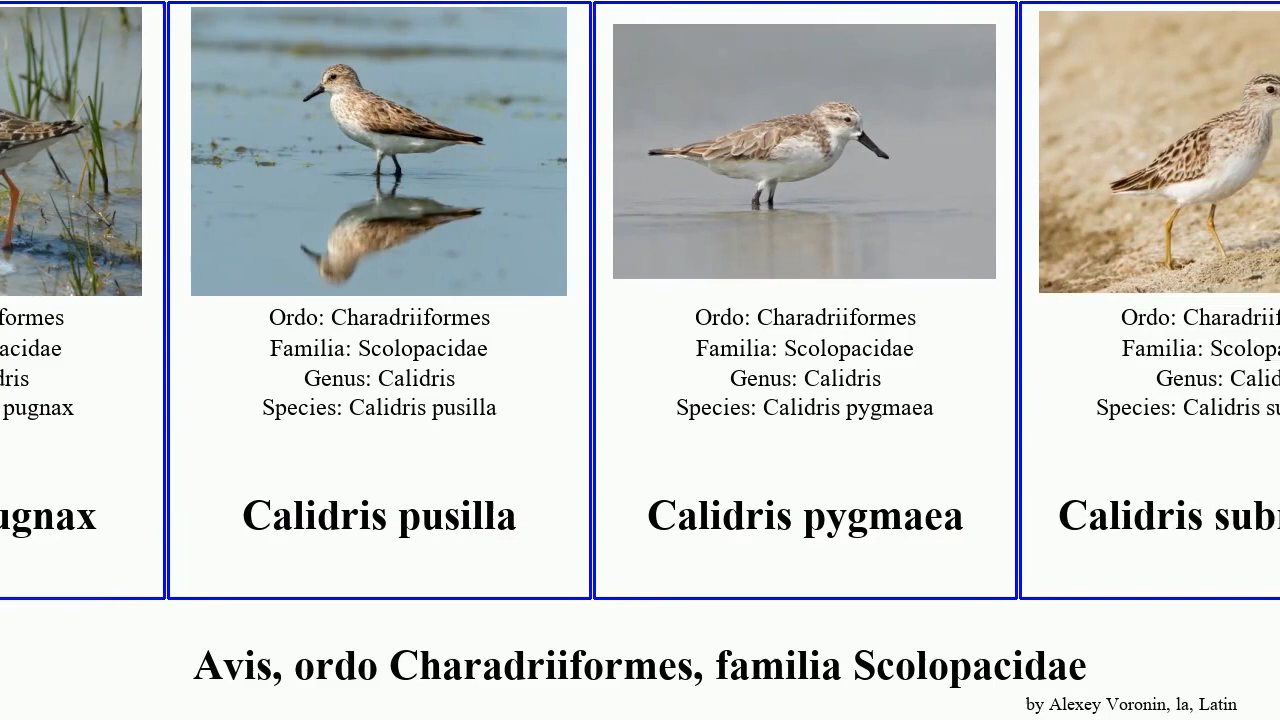 formes
acidae
dris
pugnax
ugnax
Ordo: Charadriiformes
Familia: Scolopacidae
Genus: Calidris
Species: Calidris pusilla
Calidris pusilla
Ordo: Charadriiformes
Familia: Scolopacidae
Genus: Calidris
Species: Calidris pygmaea
Calidris pygmaea
Ordo: Charadriif
Familia: Scolopa
Genus: Calid
Species: Calidris su
Calidris sub
Avis, ordo Charadriiformes, familia Scolopacidae
by Alexey Voronin, la, Latin